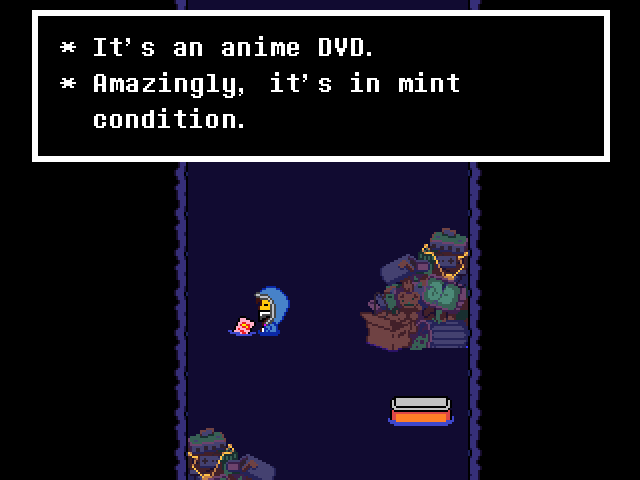 * It's an anime DVD.
* Amazingly, it's in mint
condition.